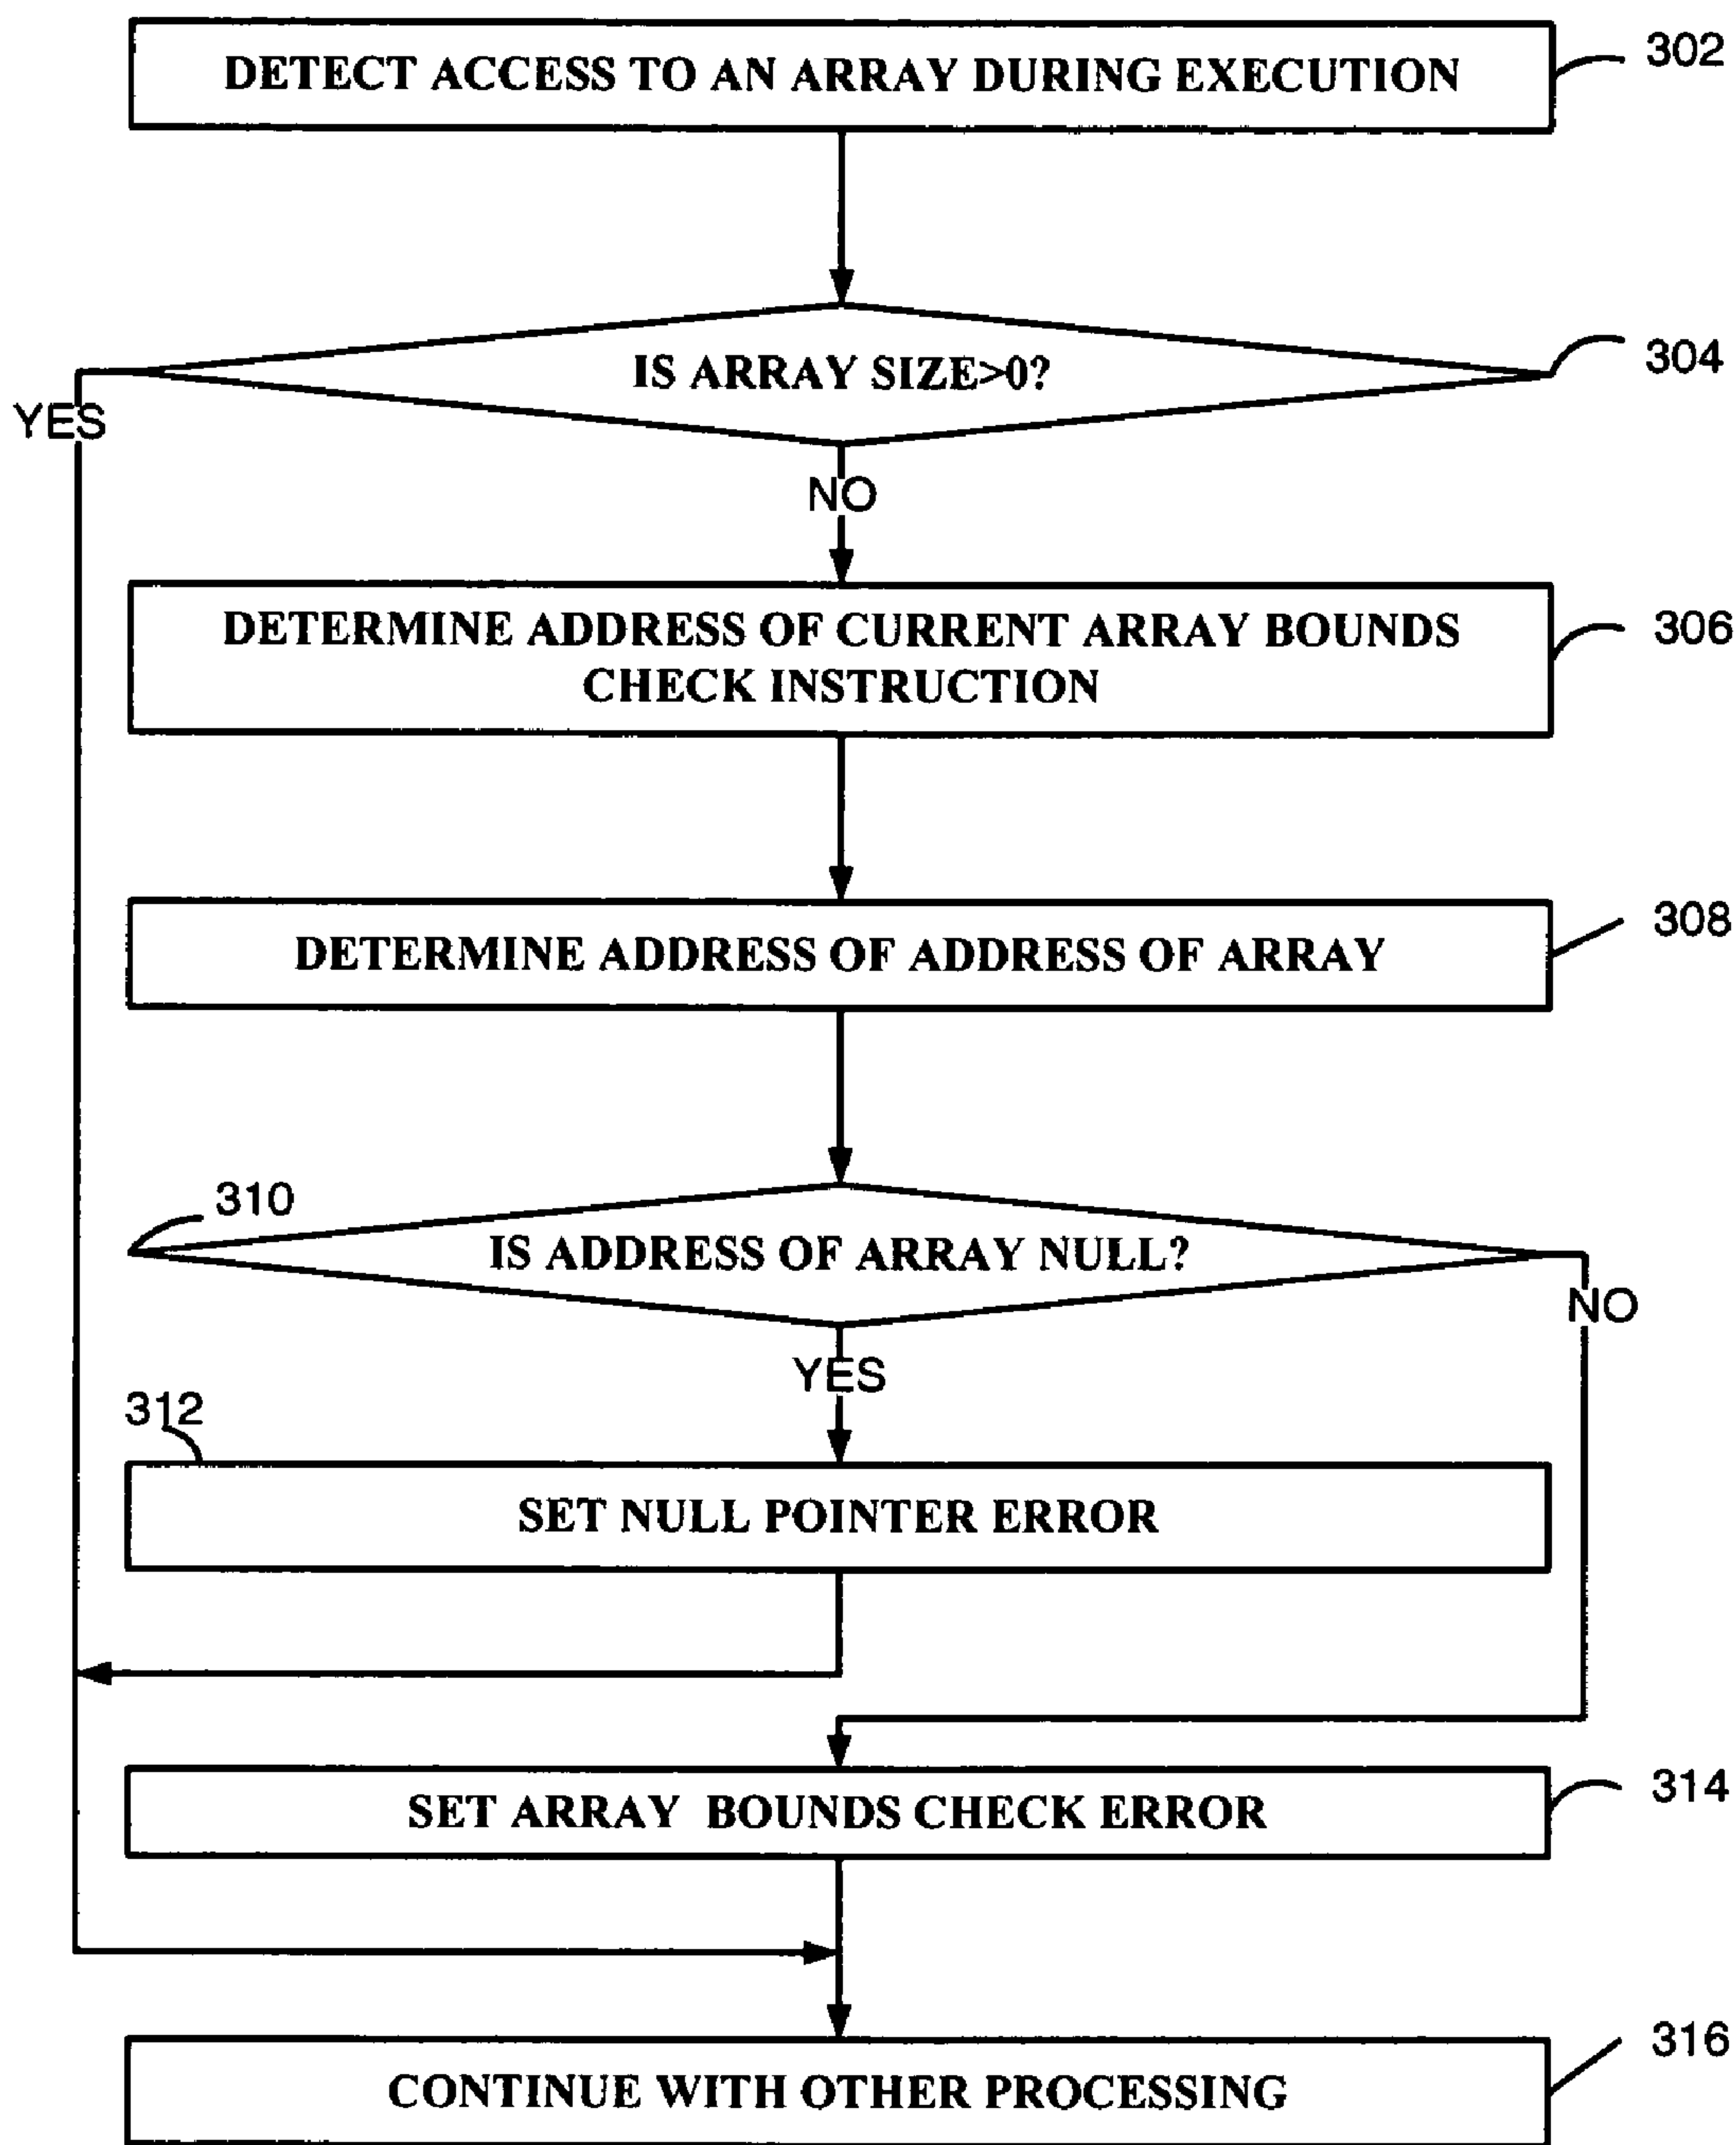 DETECT ACCESS TO AN ARRAY DURING EXECUTION
302
IS ARRAY SIZE>0?
304
YES
NO
DETERMINE ADDRESS OF CURRENT ARRAY BOUNDS
CHECK INSTRUCTION
306
DETERMINE ADDRESS OF ADDRESS OF ARRAY
308
310
IS ADDRESS OF ARRAY NULL?
NO
YES
312
SET NULL POINTER ERROR
SET ARRAY BOUNDS CHECK ERROR
314
CONTINUE WITH OTHER PROCESSING
316